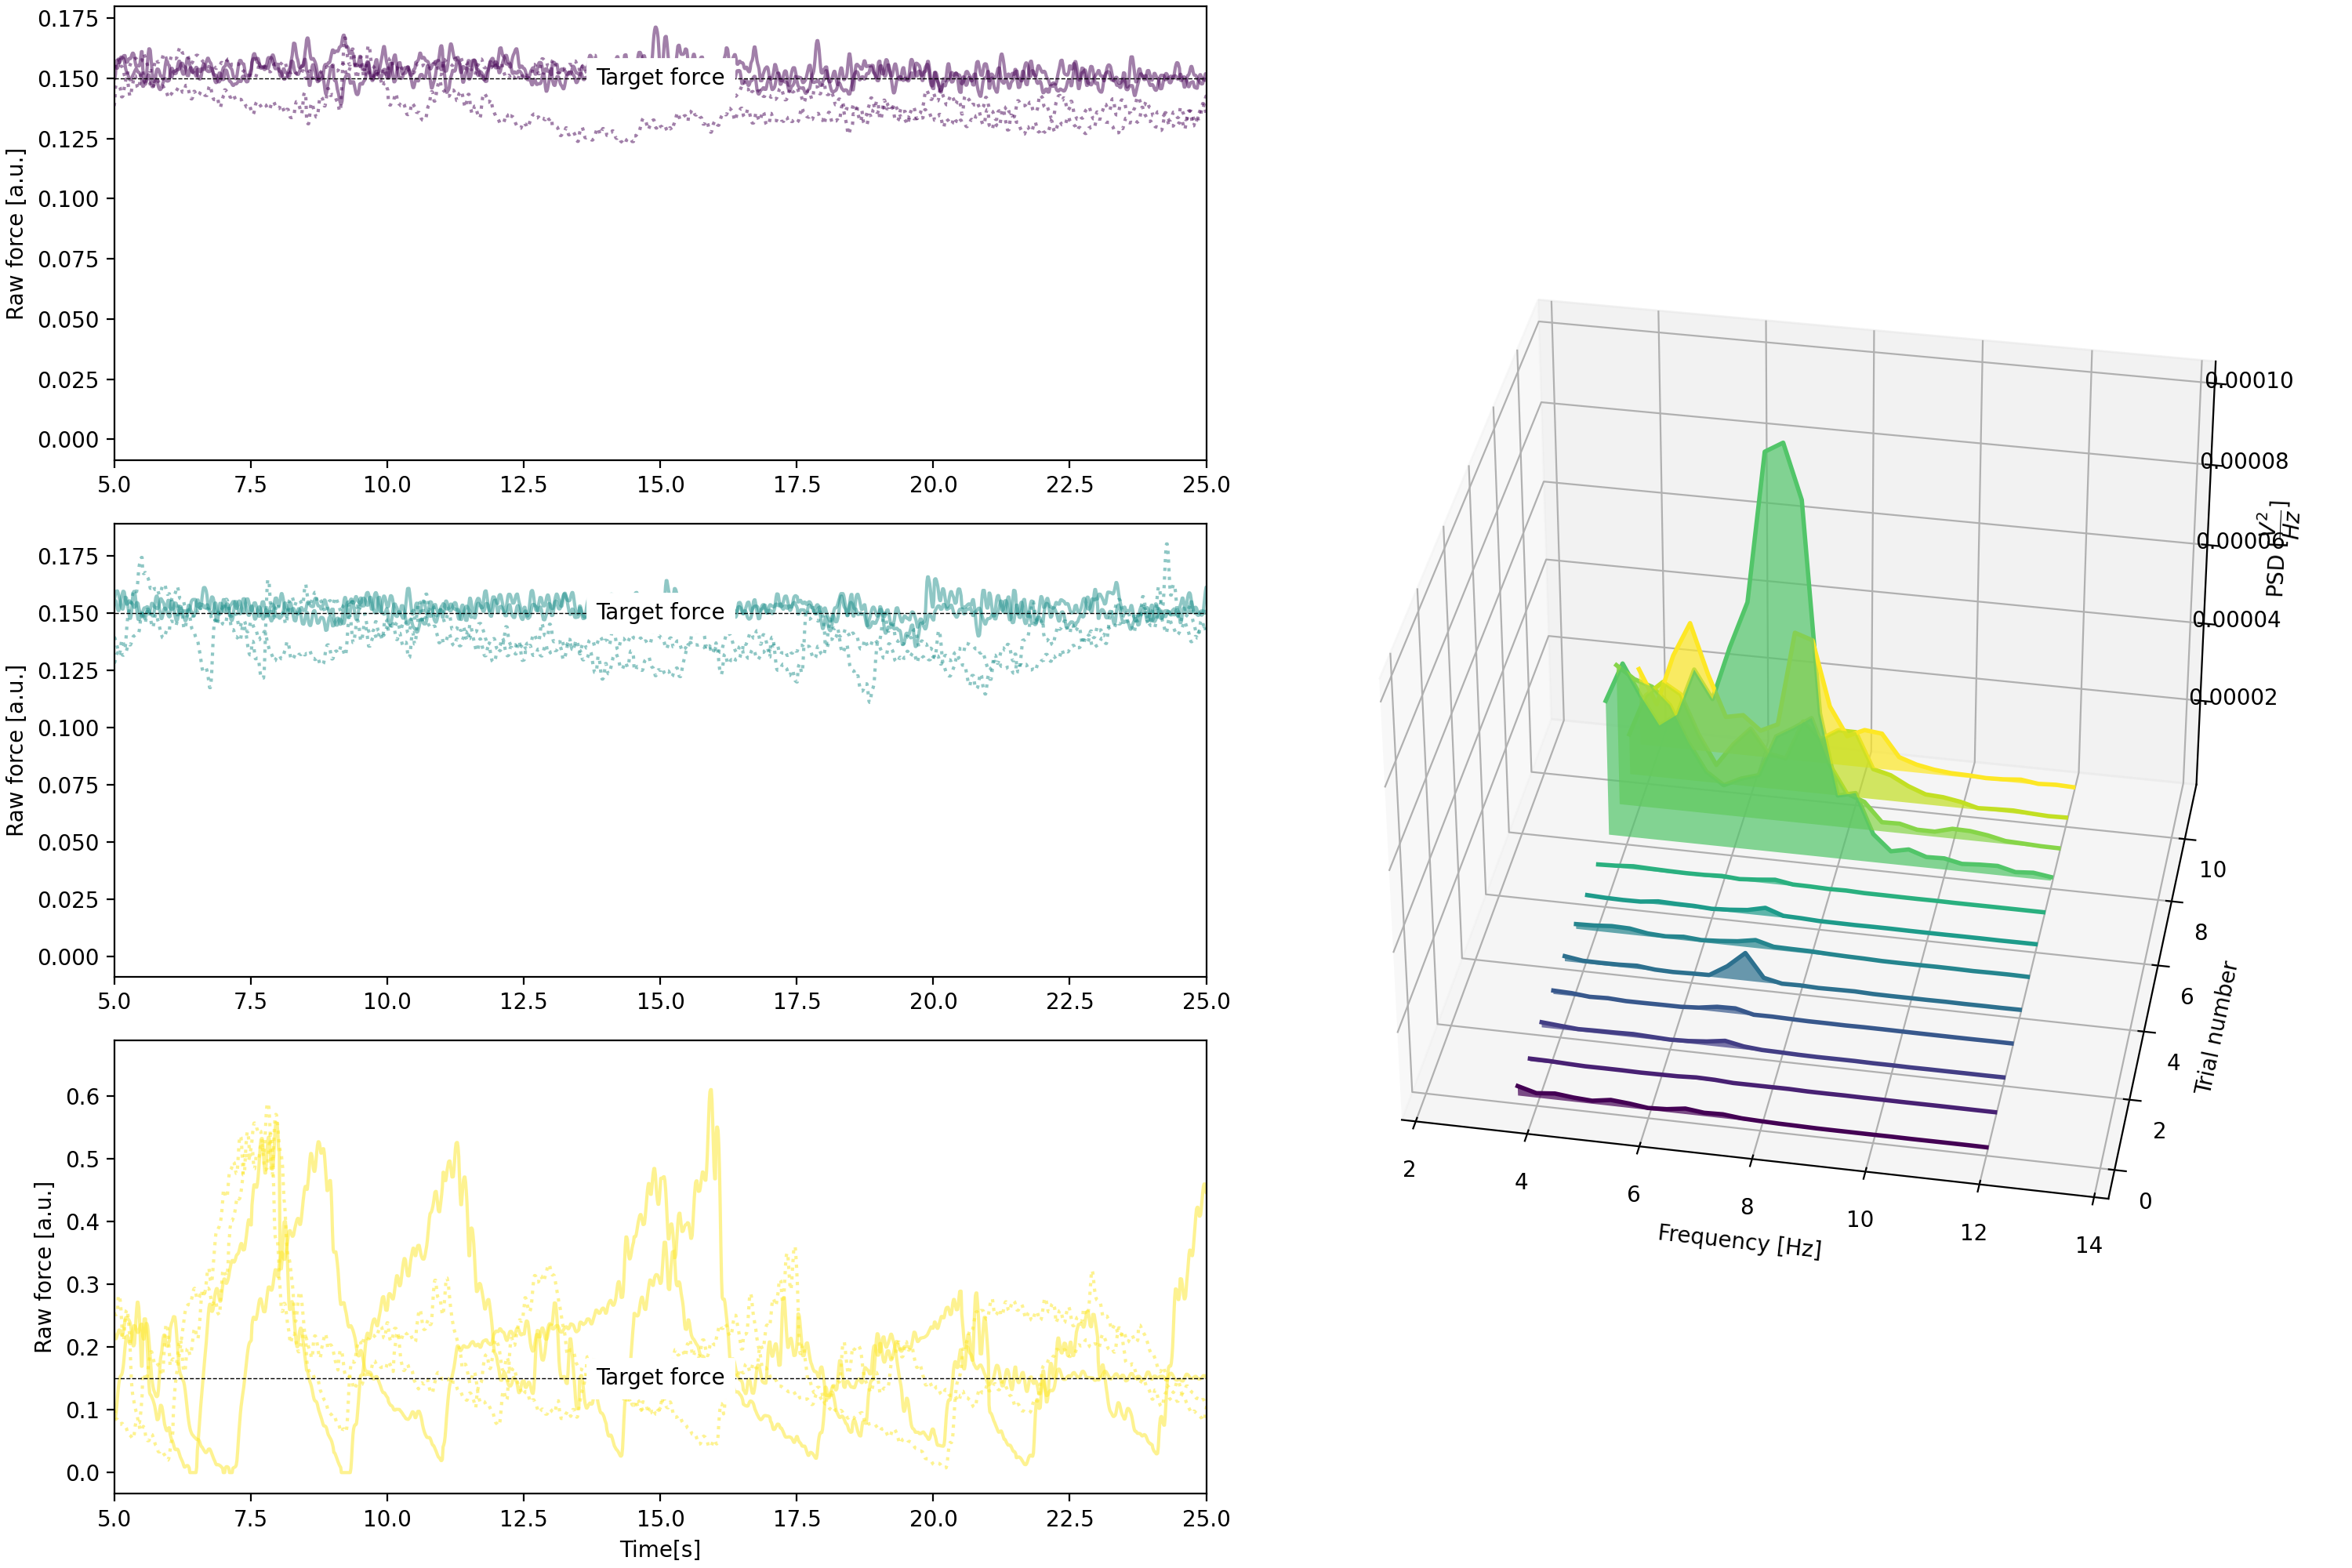 0.175
0.150
0.125
0.100
0.075
0.050
0.025
0.000
Raw force [a.u.]
Target force
5.0 7.5 10.0 12.5 15.0 17.5 20.0 22.5 25.0
0.175
0.150
0.125
0.100
0.075
0.050
0.025
0.000
Raw force [a.u.]
Target force
5.0 7.5 10.0 12.5 15.0 17.5 20.0 22.5 25.0
0.6
0.5
0.4
0.3
0.2
0.1
0.0
Raw force [a.u.]
Target force
5.0 7.5 10.0 12.5 15.0 17.5 20.0 22.5 25.0
Time[s]
0.00010
0.00008
0.00006
0.00004
0.00002
PSD [V²/Hz]
10
8
6
4
2
0
Trial number
2 4 6 8 10 12 14
Frequency [Hz]